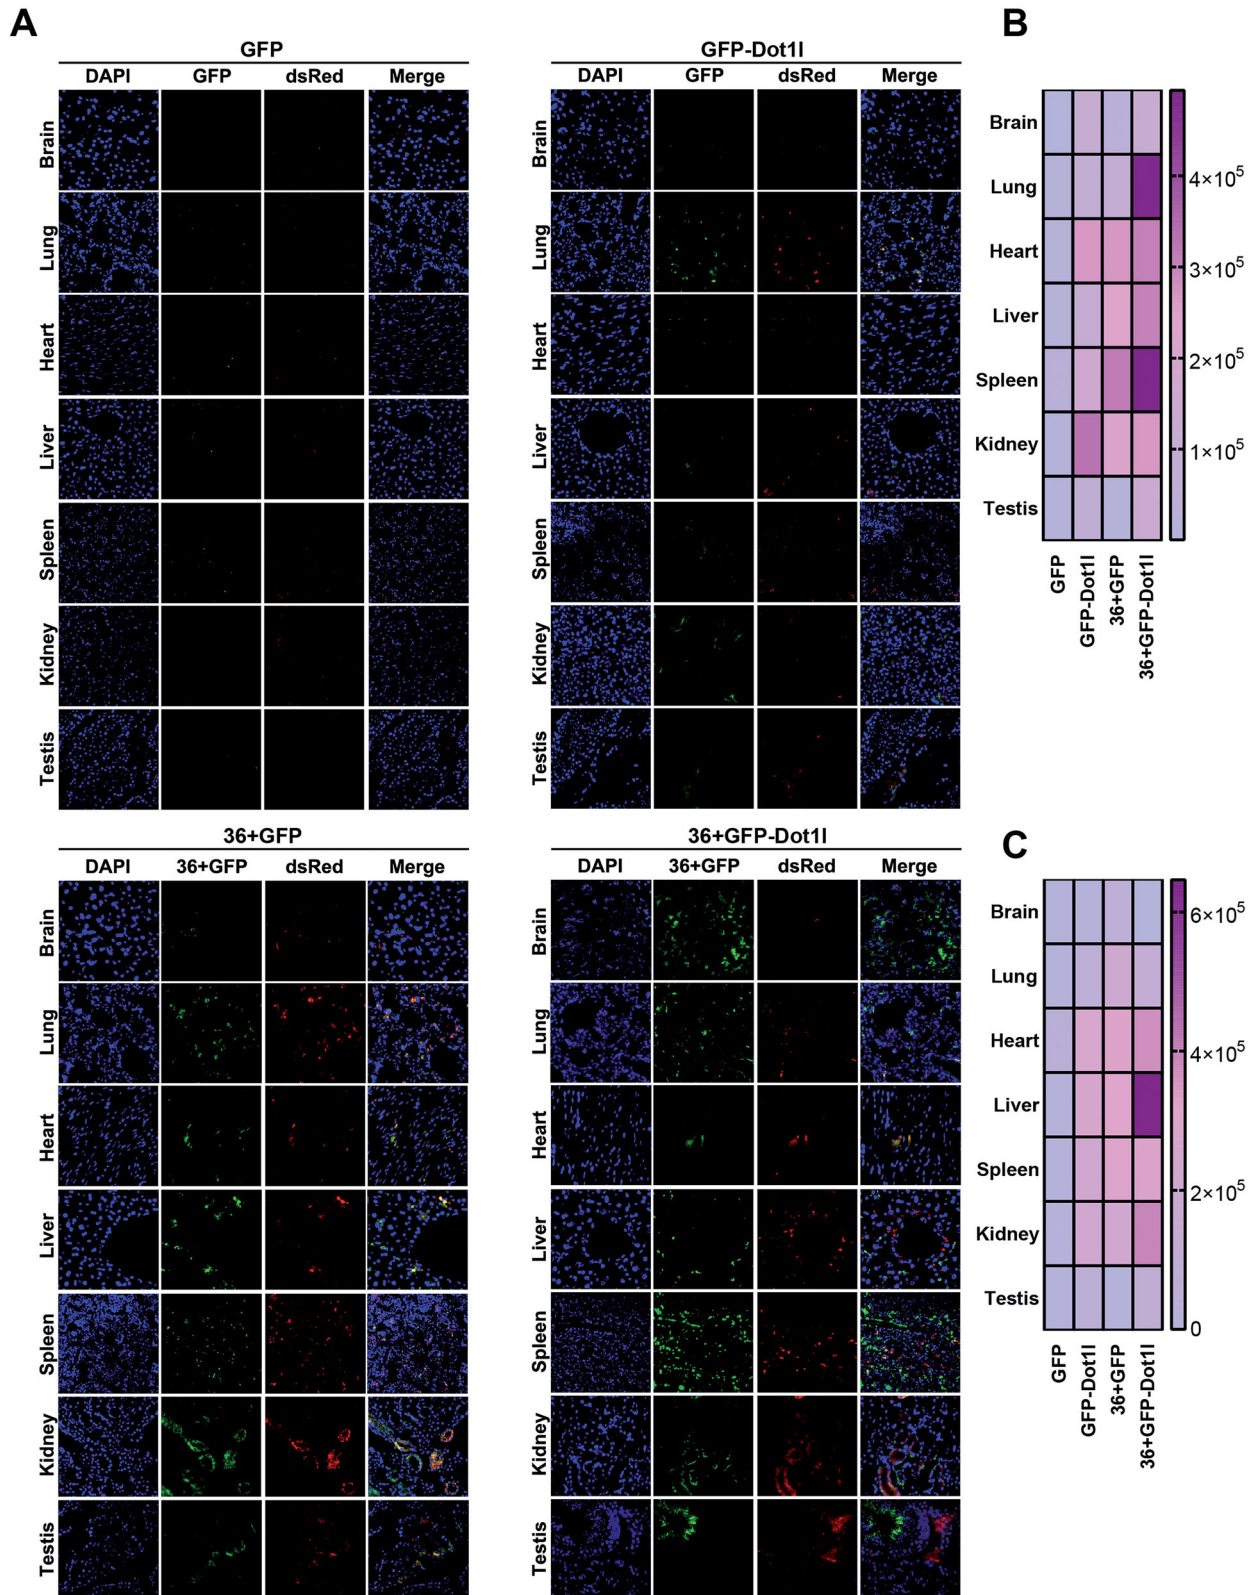 A
GFP
DAPI GFP dsRed Merge
Brain
Lung
Heart
Liver
Spleen
Kidney
Testis
GFP-Dot1l
DAPI GFP dsRed Merge
Brain
Lung
Heart
Liver
Spleen
Kidney
Testis
36+GFP
DAPI 36+GFP dsRed Merge
Brain
Lung
Heart
Liver
Spleen
Kidney
Testis
36+GFP-Dot1l
DAPI 36+GFP dsRed Merge
Brain
Lung
Heart
Liver
Spleen
Kidney
Testis
B
Brain
Lung
Heart
Liver
Spleen
Kidney
Testis
GFP
GFP-Dot1l
36+GFP
36+GFP-Dot1l
4×10⁵
3×10⁵
2×10⁵
1×10⁵
C
Brain
Lung
Heart
Liver
Spleen
Kidney
Testis
GFP
GFP-Dot1l
36+GFP
36+GFP-Dot1l
6×10⁵
4×10⁵
2×10⁵
0